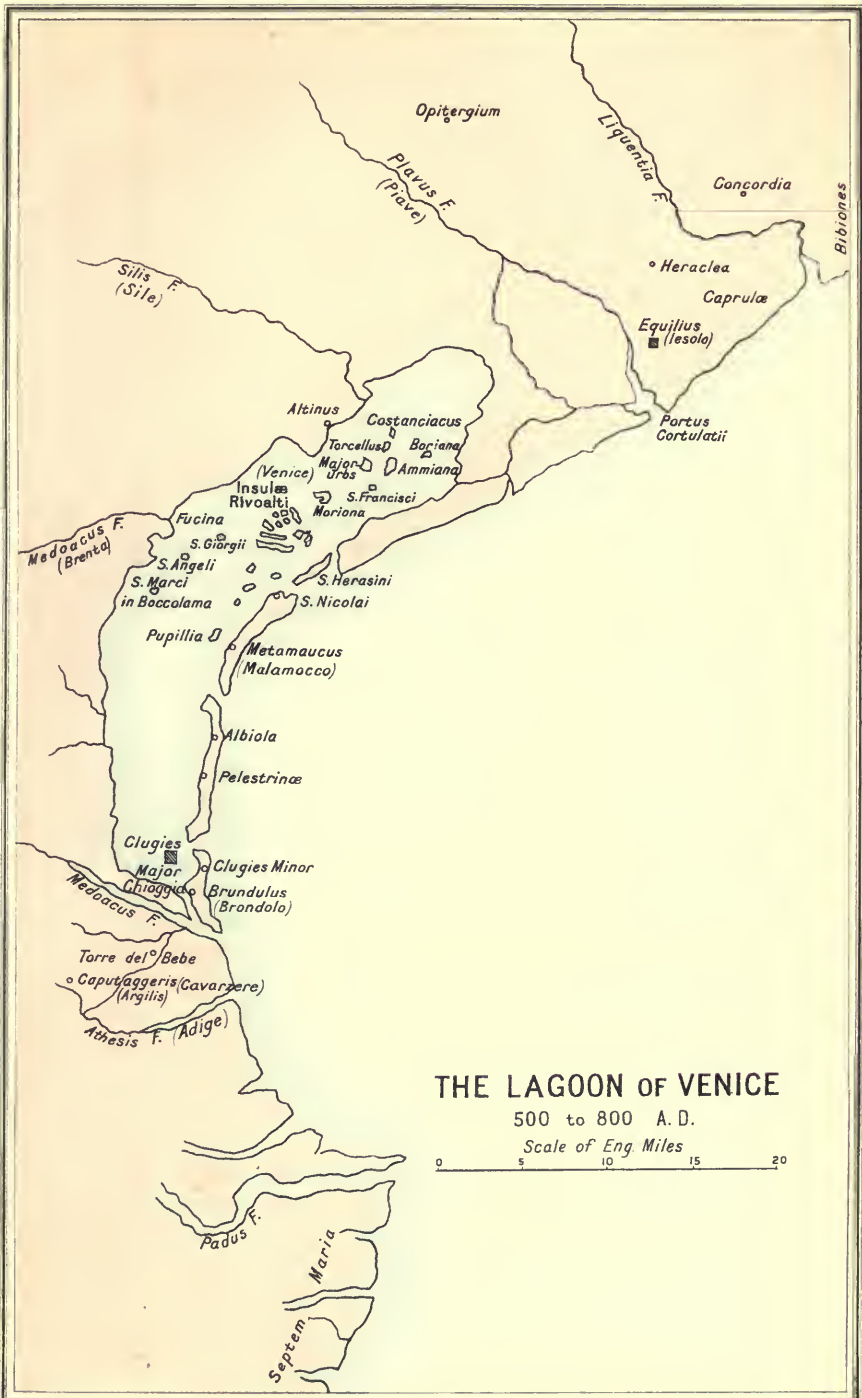 Opitergium
Liquentia F.
Plavus F.
(Piave)
Concordia
Bibiones
Silis F.
(Sile)
Heraclea
Caprulæ
Equilius
(Iesolo)
Altinus
Costanciacus
Portus
Cortulatii
Torcellus
Boriana
Major
Urbs
Ammiana
(Venice)
Insulæ
Rivoalti
S. Francisci
Moriona
Fucina
Medoacus F.
(Brenta)
S. Giorgii
S. Angeli
S. Marci
in Boccolama
S. Herasini
S. Nicolai
Pupillia
Metamaucus
(Malamocco)
Albiola
Pelestrinæ
Clugies
Major
Chioggia
Clugies Minor
Brundulus
(Brondolo)
Medoacus F.
Torre del Bebe
Caputaggeris (Cavarzere)
(Argilis)
Athesis F. (Adige)
THE LAGOON OF VENICE
500 to 800 A.D.
Scale of Eng. Miles
0 5 10 15 20
Padus F.
Septem Maria